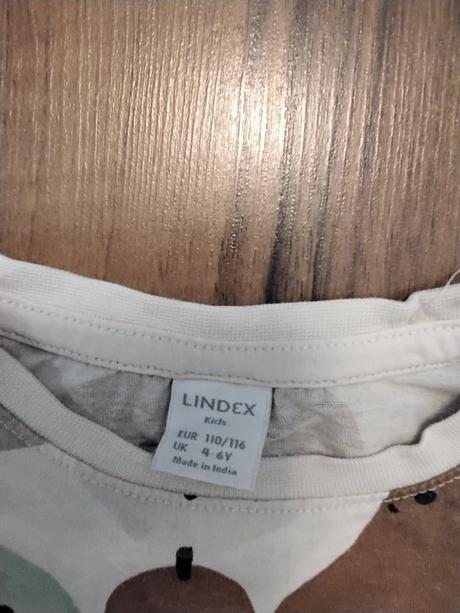 LINDEX
Kids
EUR 110/116
UK 4-6Y
Made in India